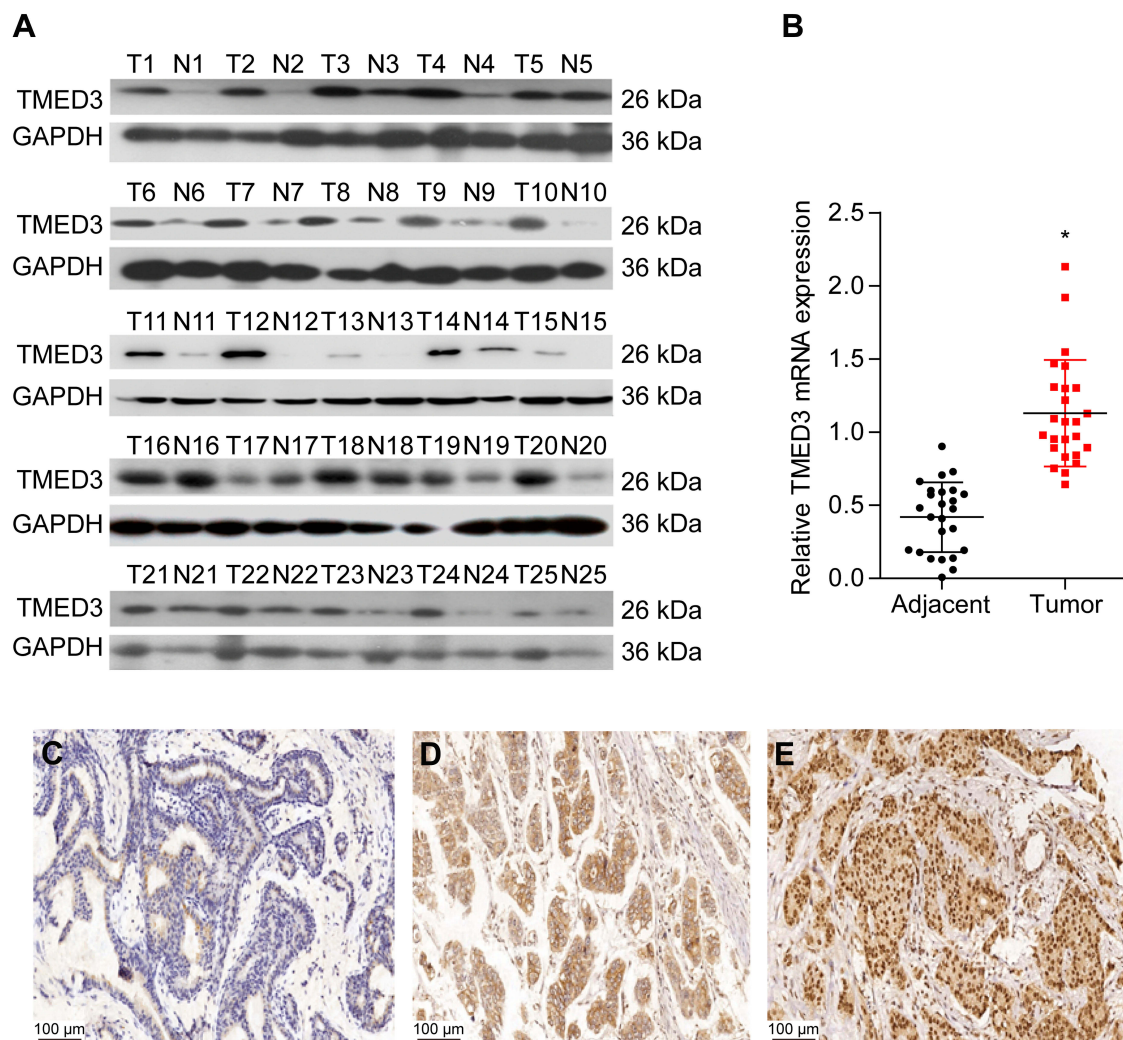 A
T1 N1 T2 N2 T3 N3 T4 N4 T5 N5
TMED3 26 kDa
GAPDH 36 kDa
T6 N6 T7 N7 T8 N8 T9 N9 T10 N10
TMED3 26 kDa
GAPDH 36 kDa
T11 N11 T12 N12 T13 N13 T14 N14 T15 N15
TMED3 26 kDa
GAPDH 36 kDa
T16 N16 T17 N17 T18 N18 T19 N19 T20 N20
TMED3 26 kDa
GAPDH 36 kDa
T21 N21 T22 N22 T23 N23 T24 N24 T25 N25
TMED3 26 kDa
GAPDH 36 kDa
B
Relative TMED3 mRNA expression
2.5
2.0
1.5
1.0
0.5
0.0
*
Adjacent Tumor
C
100 µm
D
100 µm
E
100 µm